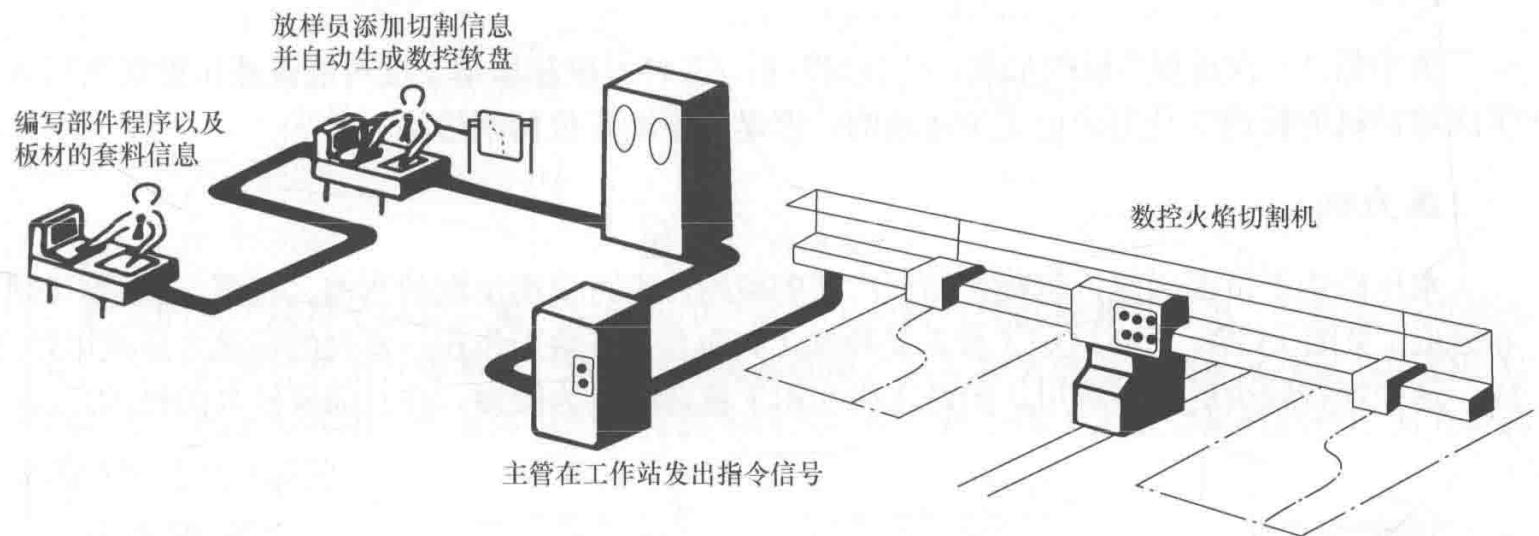 放样员添加切割信息
并自动生成数控软盘
编写部件程序以及
板材的套料信息
数控火焰切割机
主管在工作站发出指令信号